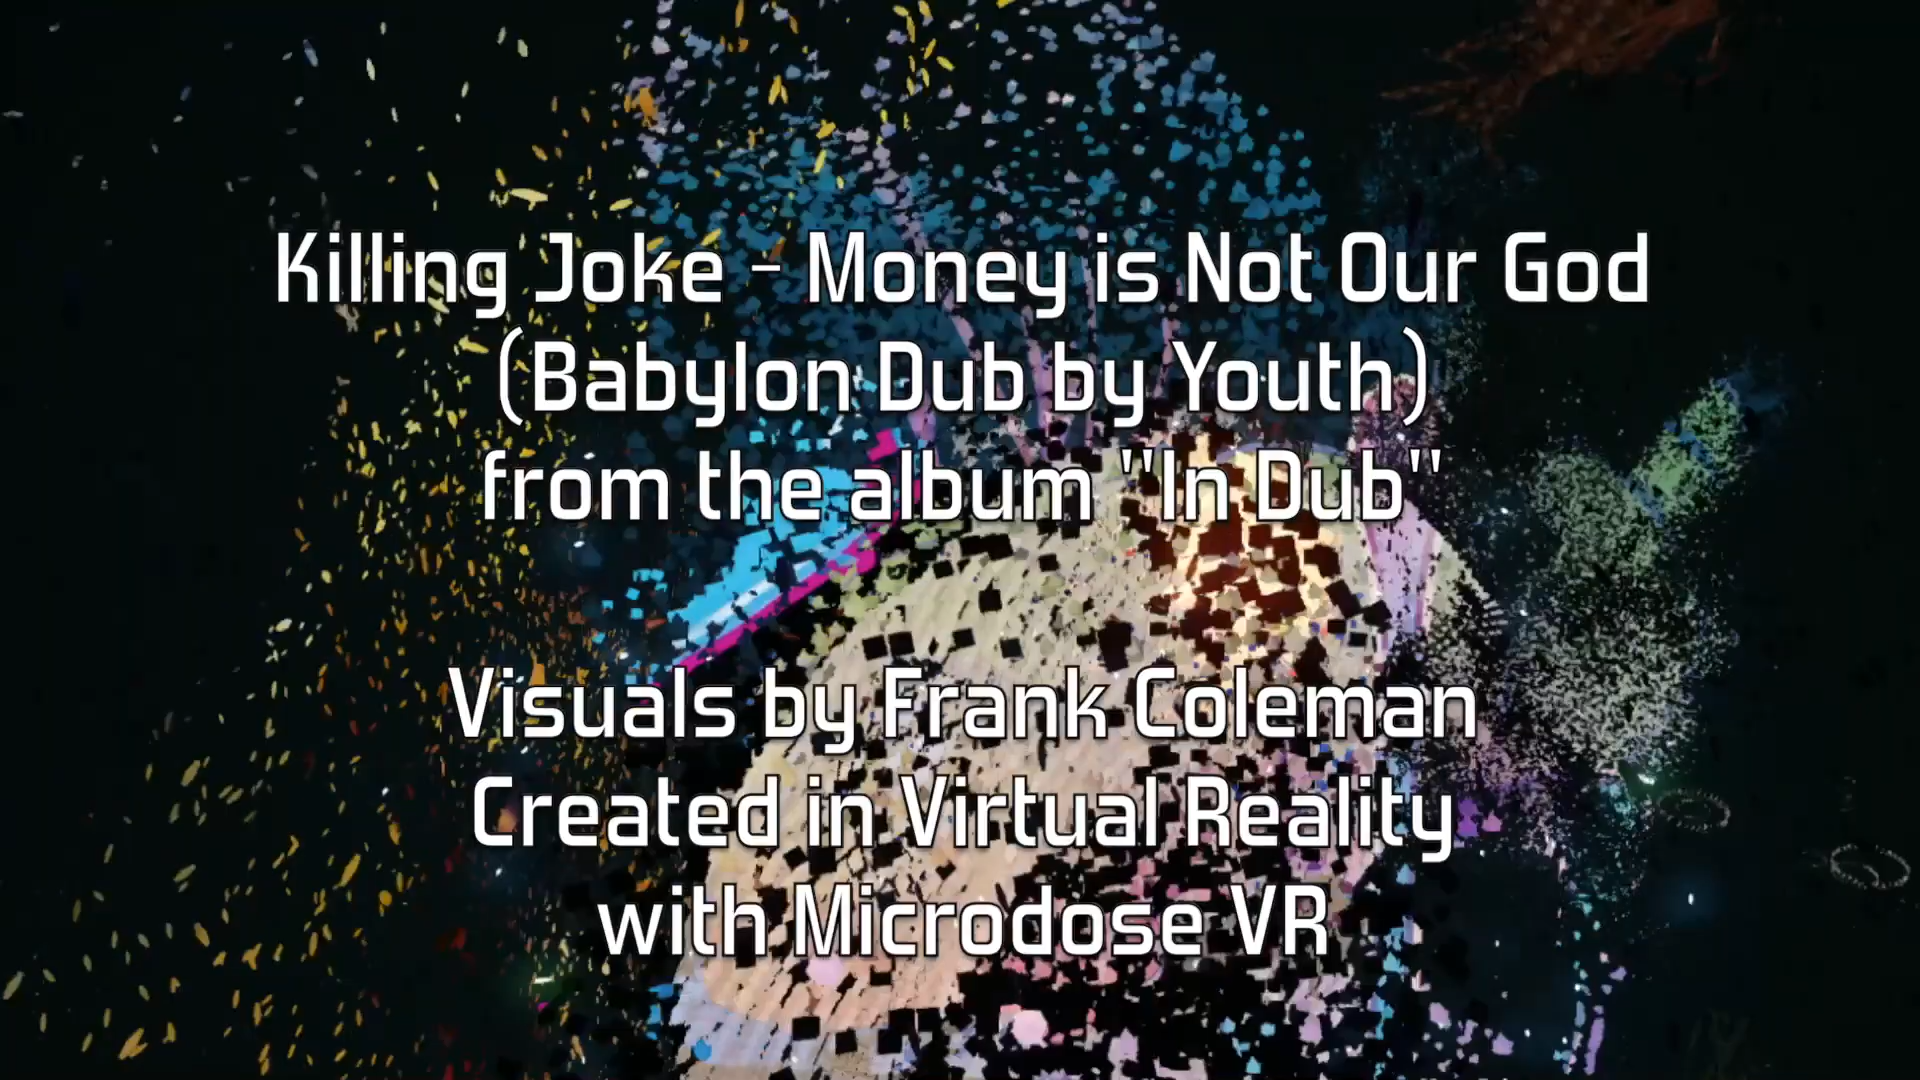 Killing Joke - Money is Not Our God
(Babylon Dub by Youth)
from the album "In Dub"
Visuals by Frank Coleman
Created in Virtual Reality
with Microdose VR